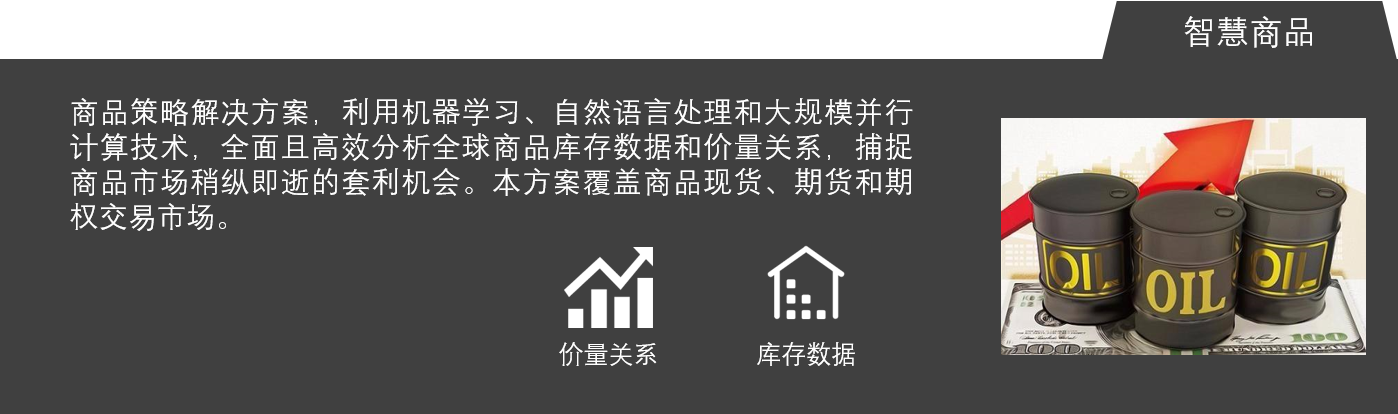 智慧商品
商品策略解决方案，利用机器学习、自然语言处理和大规模并行
计算技术，全面且高效分析全球商品库存数据和价量关系，捕捉
商品市场稍纵即逝的套利机会。本方案覆盖商品现货、期货和期
权交易市场。
OIL
OIL
OIL
价量关系
库存数据
100
100
HUNDRED DOLLARS